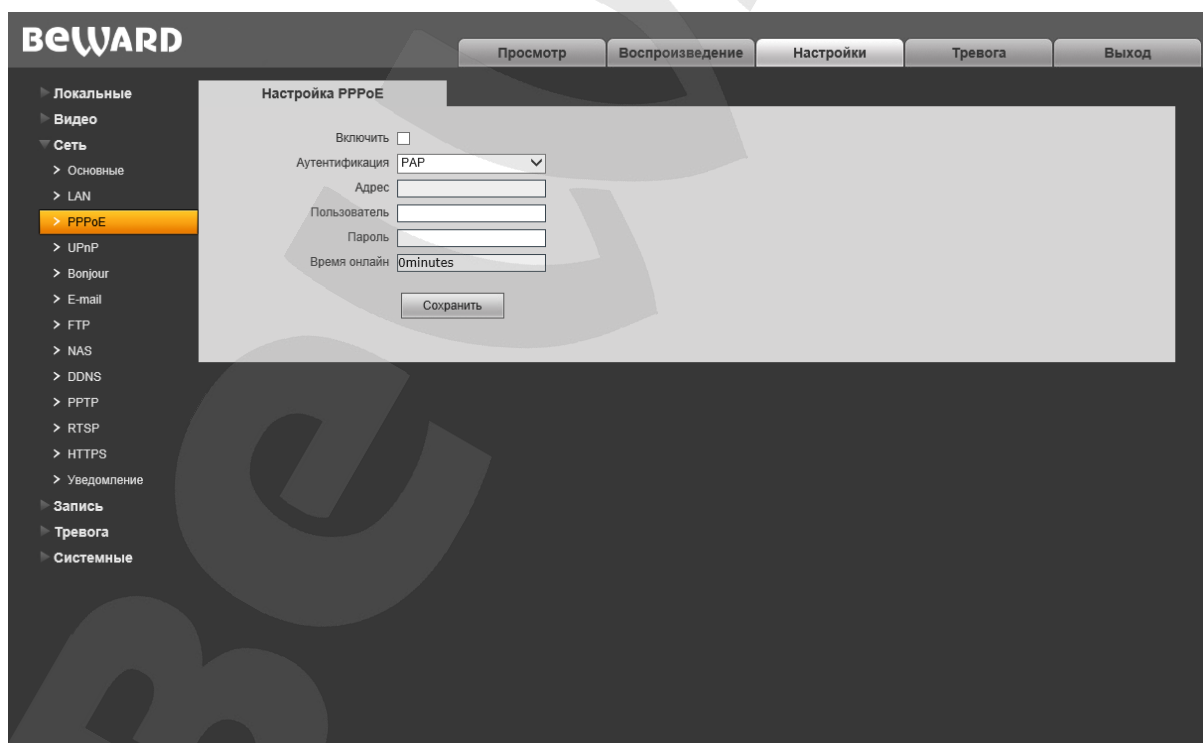 BEWARD
Просмотр
Воспроизведение
Настройки
Тревога
Выход
Локальные
Видео
Сеть
> Основные
> LAN
> PPPoE
> UPnP
> Bonjour
> E-mail
> FTP
> NAS
> DDNS
> PPTP
> RTSP
> HTTPS
> Уведомление
Запись
Тревога
Системные
Настройка PPPoE
Включить
Аутентификация PAP
Адрес
Пользователь
Пароль
Время онлайн 0minutes
Сохранить